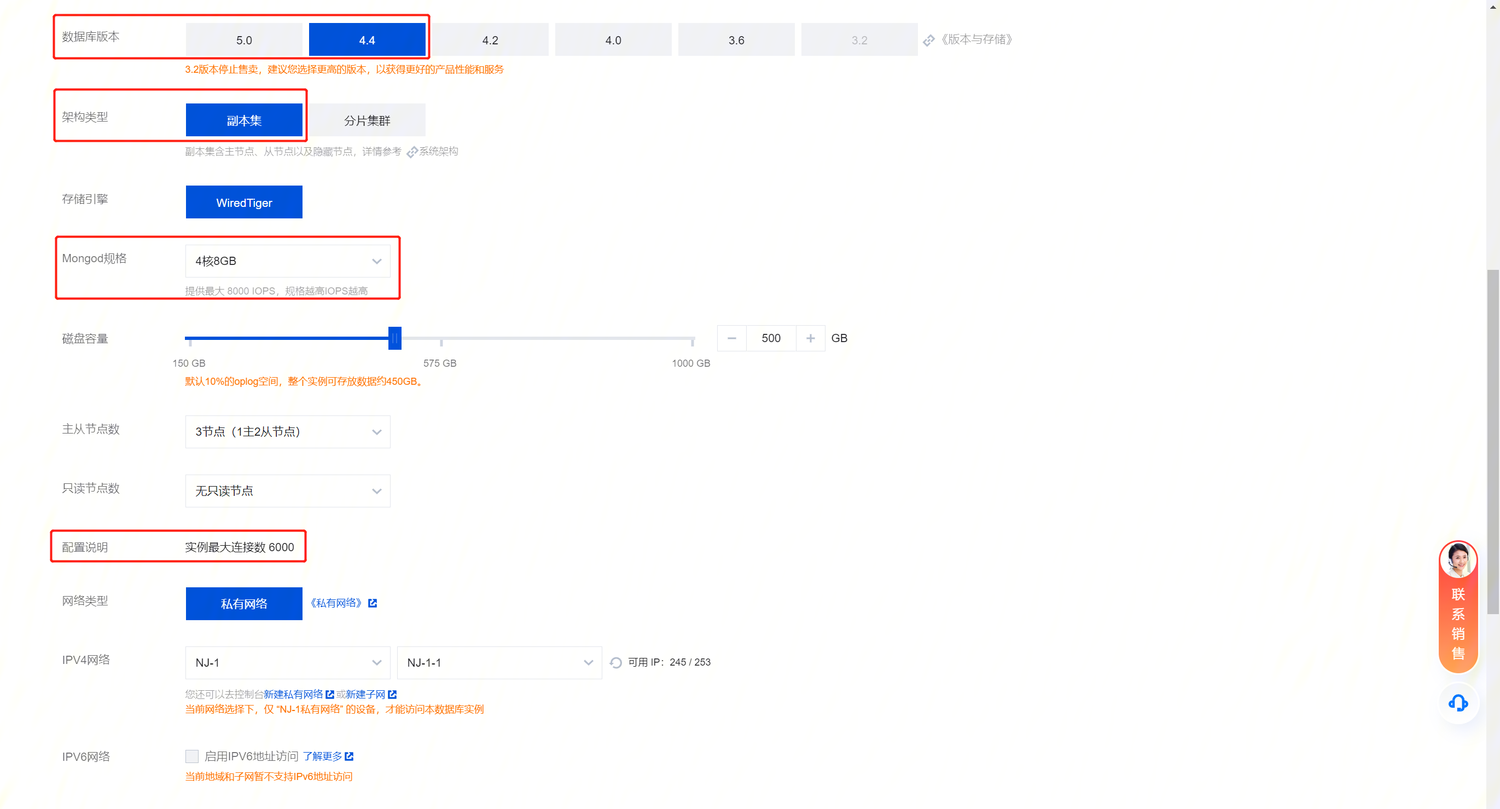 数据库版本 5.0 4.4 4.2 4.0 3.6 3.2 《版本与存储》
3.2版本停止售卖，建议您选择更高的版本，以获得更好的产品性能和服务
架构类型 副本集 分片集群
副本集含主节点、从节点以及隐藏节点，详情参考 系统架构
存储引擎 WiredTiger
Mongod规格 4核8GB
提供最大 8000 IOPS，规格越高IOPS越高
磁盘容量 500 GB
150 GB 575 GB 1000 GB
默认10%的oplog空间，整个实例可存放数据约450GB。
主从节点数 3节点（1主2从节点）
只读节点数 无只读节点
配置说明 实例最大连接数 6000
网络类型 私有网络 《私有网络》
IPV4网络 NJ-1 NJ-1-1 可用 IP：245 / 253
您还可以去控制台新建私有网络 或新建子网
当前网络选择下，仅 “NJ-1私有网络” 的设备，才能访问本数据库实例
IPV6网络 启用IPV6地址访问 了解更多
当前地域和子网暂不支持IPv6地址访问
联
系
销
售